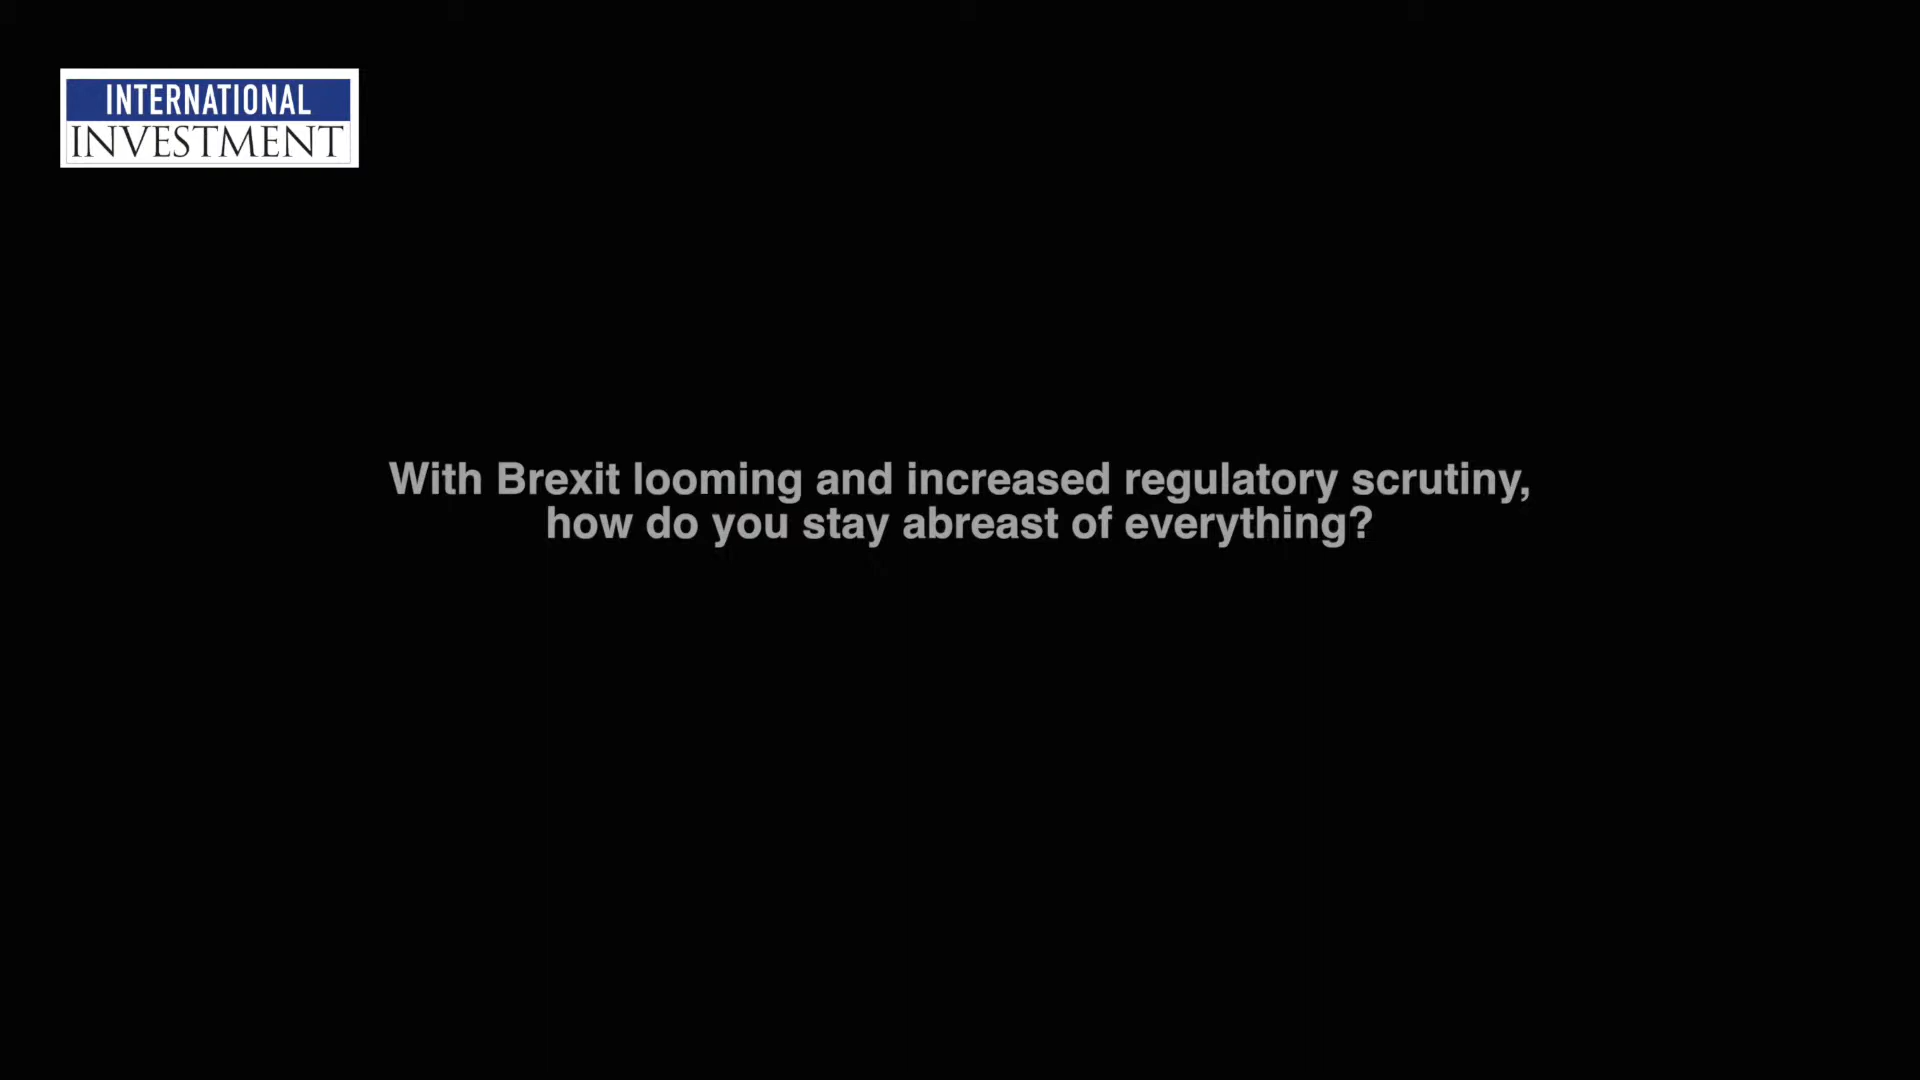 INTERNATIONAL
INVESTMENT
With Brexit looming and increased regulatory scrutiny,
how do you stay abreast of everything?